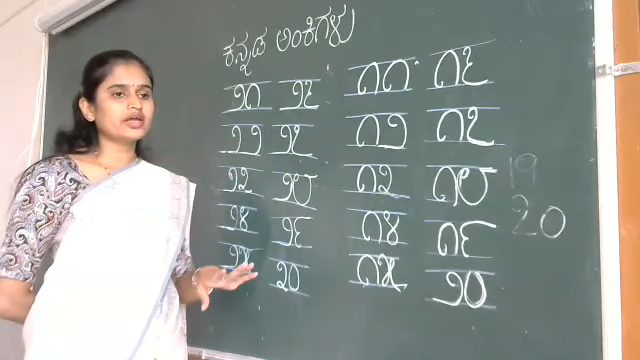 ಕನ್ನಡ ಅಂಕಿಗಳು
೨೧ ೨೬ ೧೧ ೧೬
೨೨ ೨೭ ೧೨ ೧೭
೨೩ ೨೮ ೧೩ ೧೮
೨೪ ೨೯ ೧೪ ೧೯
೨೫ ೩೦ ೧೫ ೨೦
19
20